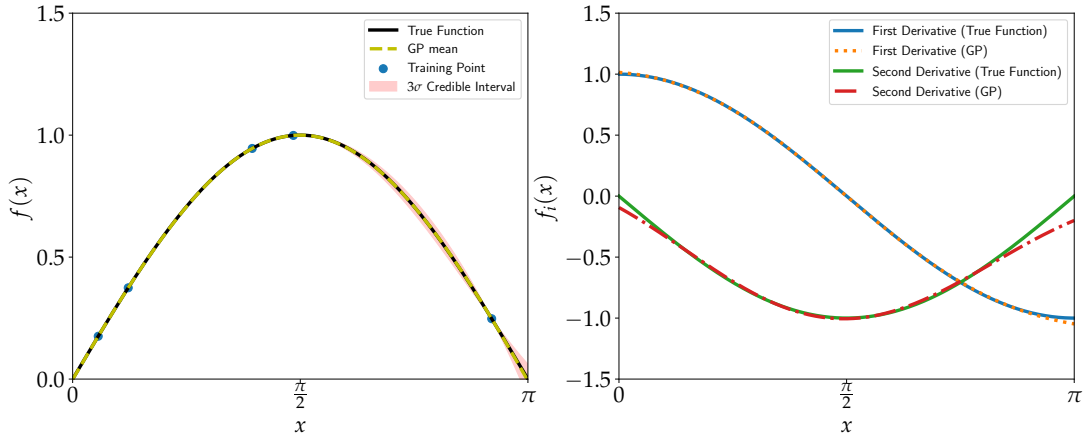 1.5
1.0
0.5
0.0
f(x)
0
π/2
π
x
True Function
GP mean
Training Point
3σ Credible Interval
1.5
1.0
0.5
0.0
−0.5
−1.0
−1.5
f_i(x)
0
π/2
π
x
First Derivative (True Function)
First Derivative (GP)
Second Derivative (True Function)
Second Derivative (GP)